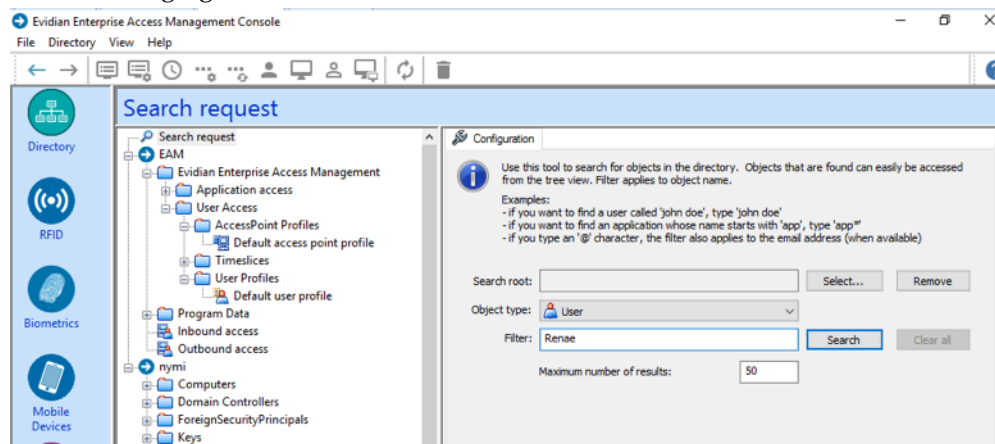 Evidian Enterprise Access Management Console
File Directory View Help
Directory
RFID
Biometrics
Mobile
Devices
Search request
Search request
EAM
Evidian Enterprise Access Management
Application access
User Access
AccessPoint Profiles
Default access point profile
Timeslices
User Profiles
Default user profile
Program Data
Inbound access
Outbound access
nymi
Computers
Domain Controllers
ForeignSecurityPrincipals
Keys
Configuration
Use this tool to search for objects in the directory. Objects that are found can easily be accessed
from the tree view. Filter applies to object name.
Examples:
- if you want to find a user called 'john doe', type 'john doe'
- if you want to find an application whose name starts with 'app', type 'app*'
- if you type an '@' character, the filter also applies to the email address (when available)
Search root: Select... Remove
Object type: User
Filter: Renae Search Clear all
Maximum number of results: 50